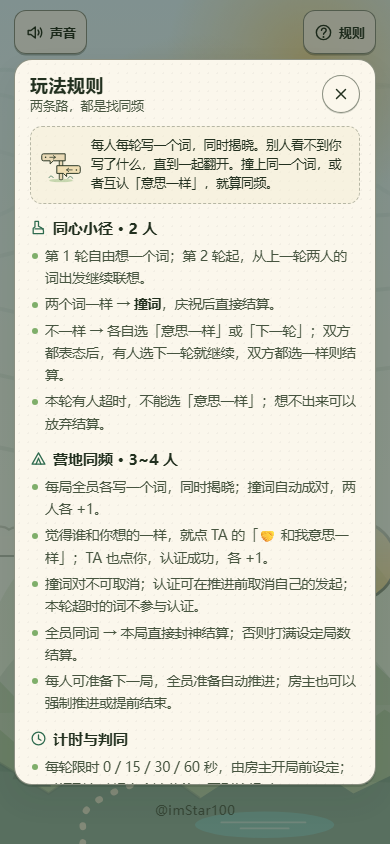 声音
规则
玩法规则
两条路，都是找同频
每人每轮写一个词，同时揭晓。别人看不到你
写了什么，直到一起翻开。撞上同一个词，或
者互认「意思一样」，就算同频。
同心小径 • 2 人
第 1 轮自由想一个词；第 2 轮起，从上一轮两人的
词出发继续联想。
两个词一样 → 撞词，庆祝后直接结算。
不一样 → 各自选「意思一样」或「下一轮」；双方
都表态后，有人选下一轮就继续，双方都选一样则结
算。
本轮有人超时，不能选「意思一样」；想不出来可以
放弃结算。
营地同频 • 3~4 人
每局全员各写一个词，同时揭晓；撞词自动成对，两
人各 +1。
觉得谁和你想的一样，就点 TA 的「🤝 和我意思一
样」；TA 也点你，认证成功，各 +1。
撞词对不可取消；认证可在推进前取消自己的发起；
本轮超时的词不参与认证。
全员同词 → 本局直接封神结算；否则打满设定局数
结算。
每人可准备下一局，全员准备自动推进；房主也可以
强制推进或提前结束。
计时与判同
每轮限时 0 / 15 / 30 / 60 秒，由房主开局前设定；
@imStar100